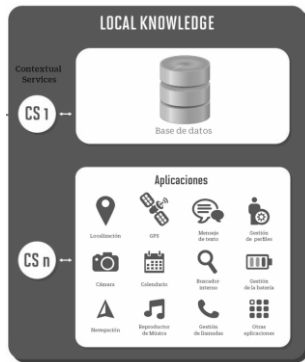 LOCAL KNOWLEDGE
Contextual
Services
CS 1
Base de datos
Aplicaciones
CS n
Localización
GPS
Mensaje
de texto
Gestión
de perfiles
Cámara
Calendario
Buscador
interno
Gestión
de la batería
Navegación
Reproductor
de Música
Gestión
de llamadas
Otras
aplicaciones